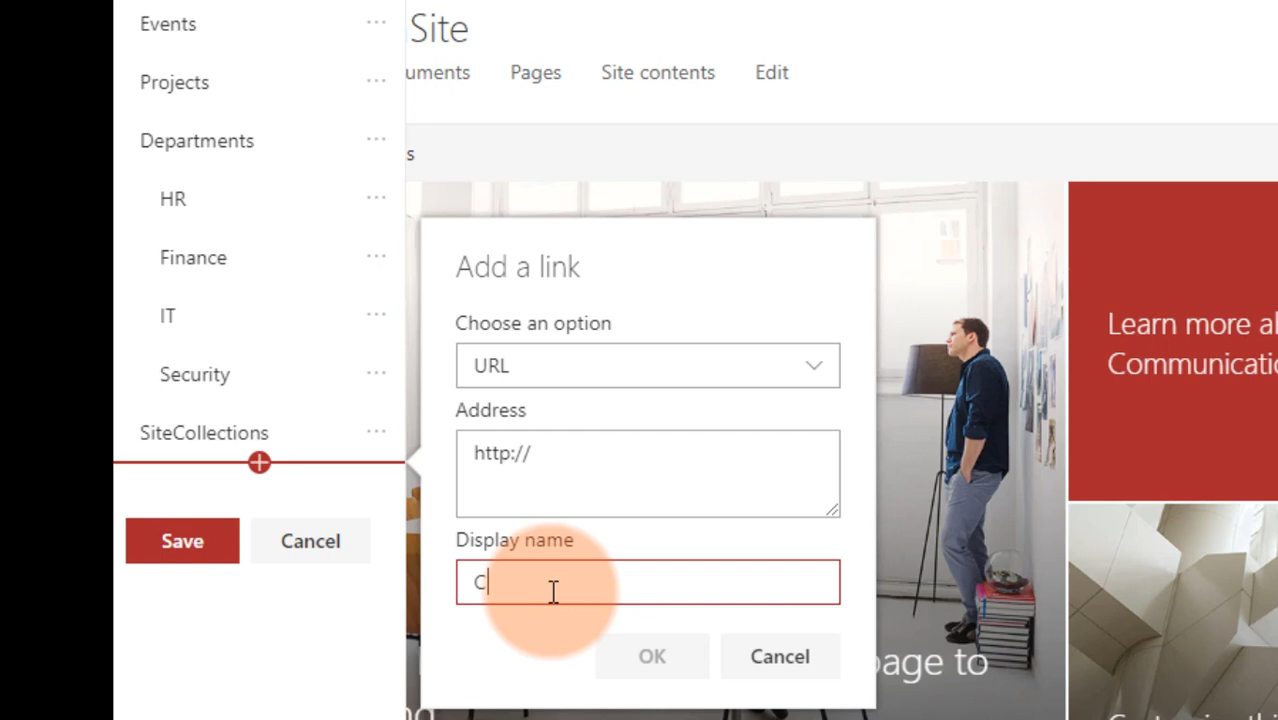 Events
Projects
Departments
HR
Finance
IT
Security
SiteCollections
Save Cancel
Site
uments Pages Site contents Edit
s
Add a link
Choose an option
URL
Address
http://
Display name
C
OK Cancel
Learn more a
Communicati
page to